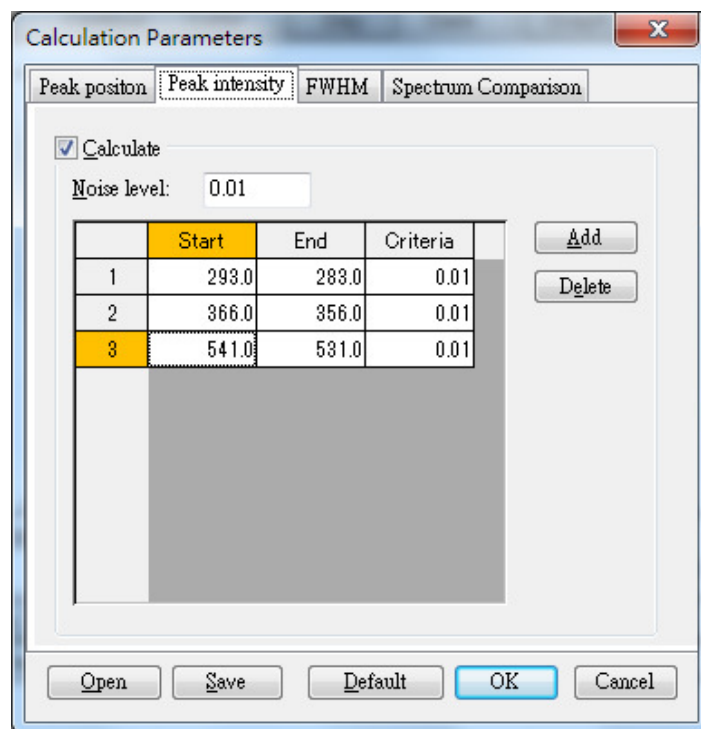 Calculation Parameters
Peak positon Peak intensity FWHM Spectrum Comparison
Calculate
Noise level: 0.01
Start End Criteria
1 293.0 283.0 0.01
2 366.0 356.0 0.01
3 541.0 531.0 0.01
Add
Delete
Open Save Default OK Cancel